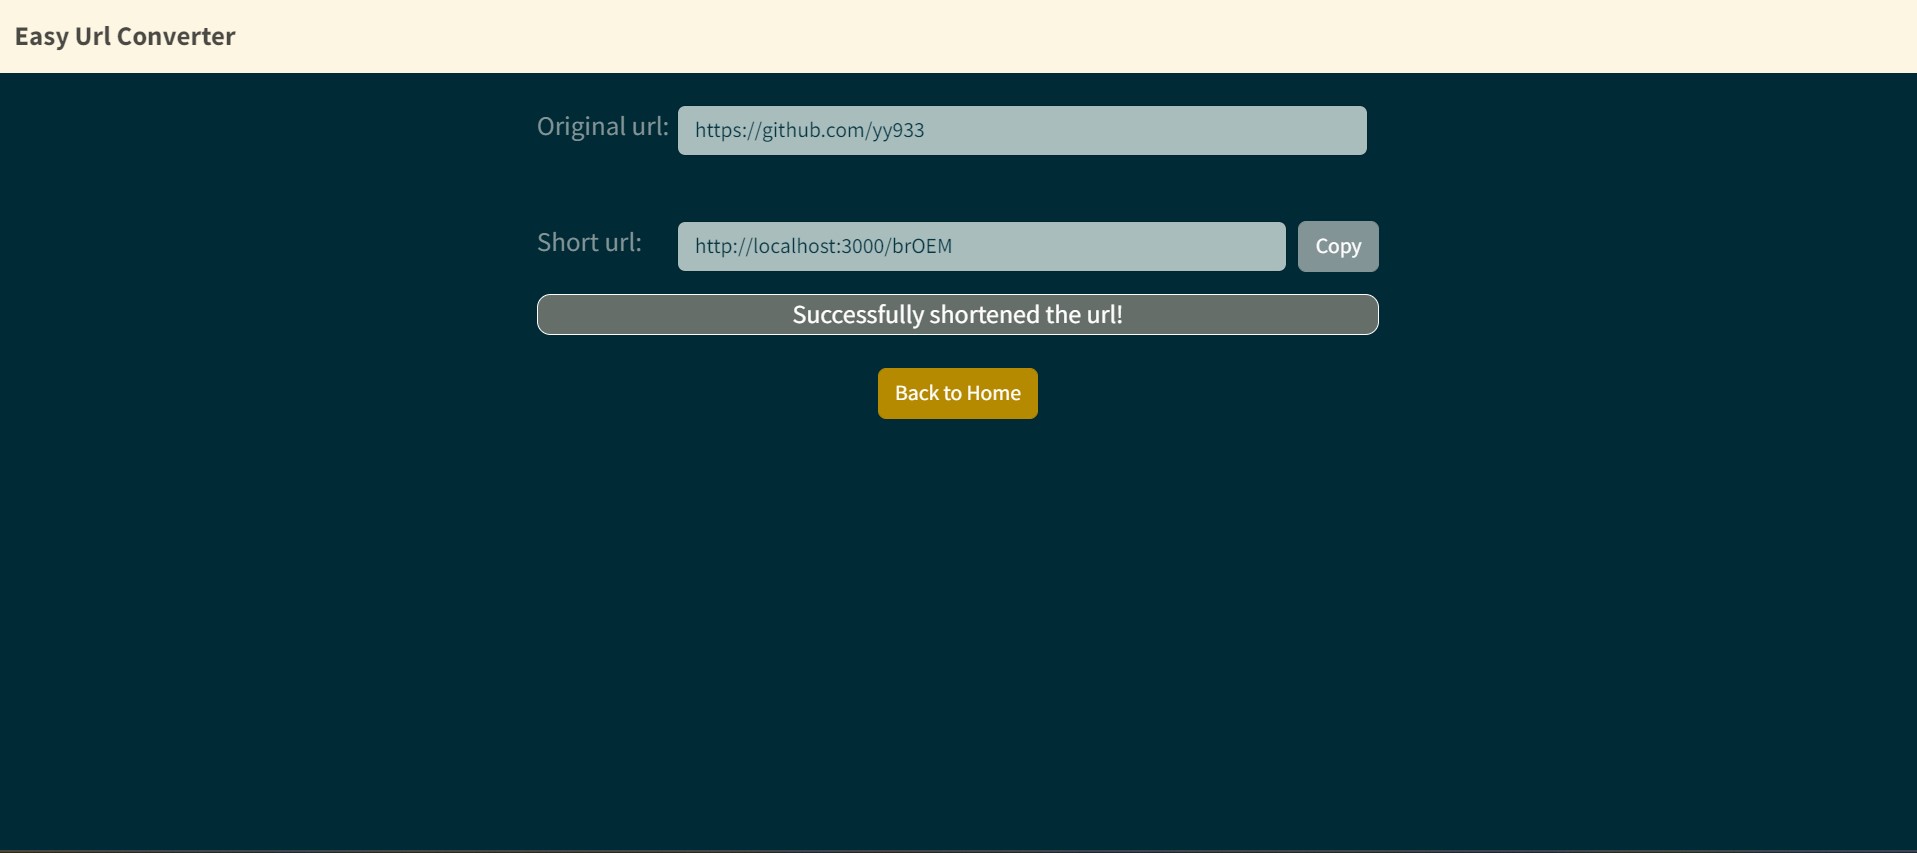 Easy Url Converter
Original url: https://github.com/yy933
Short url: http://localhost:3000/brOEM Copy
Successfully shortened the url!
Back to Home